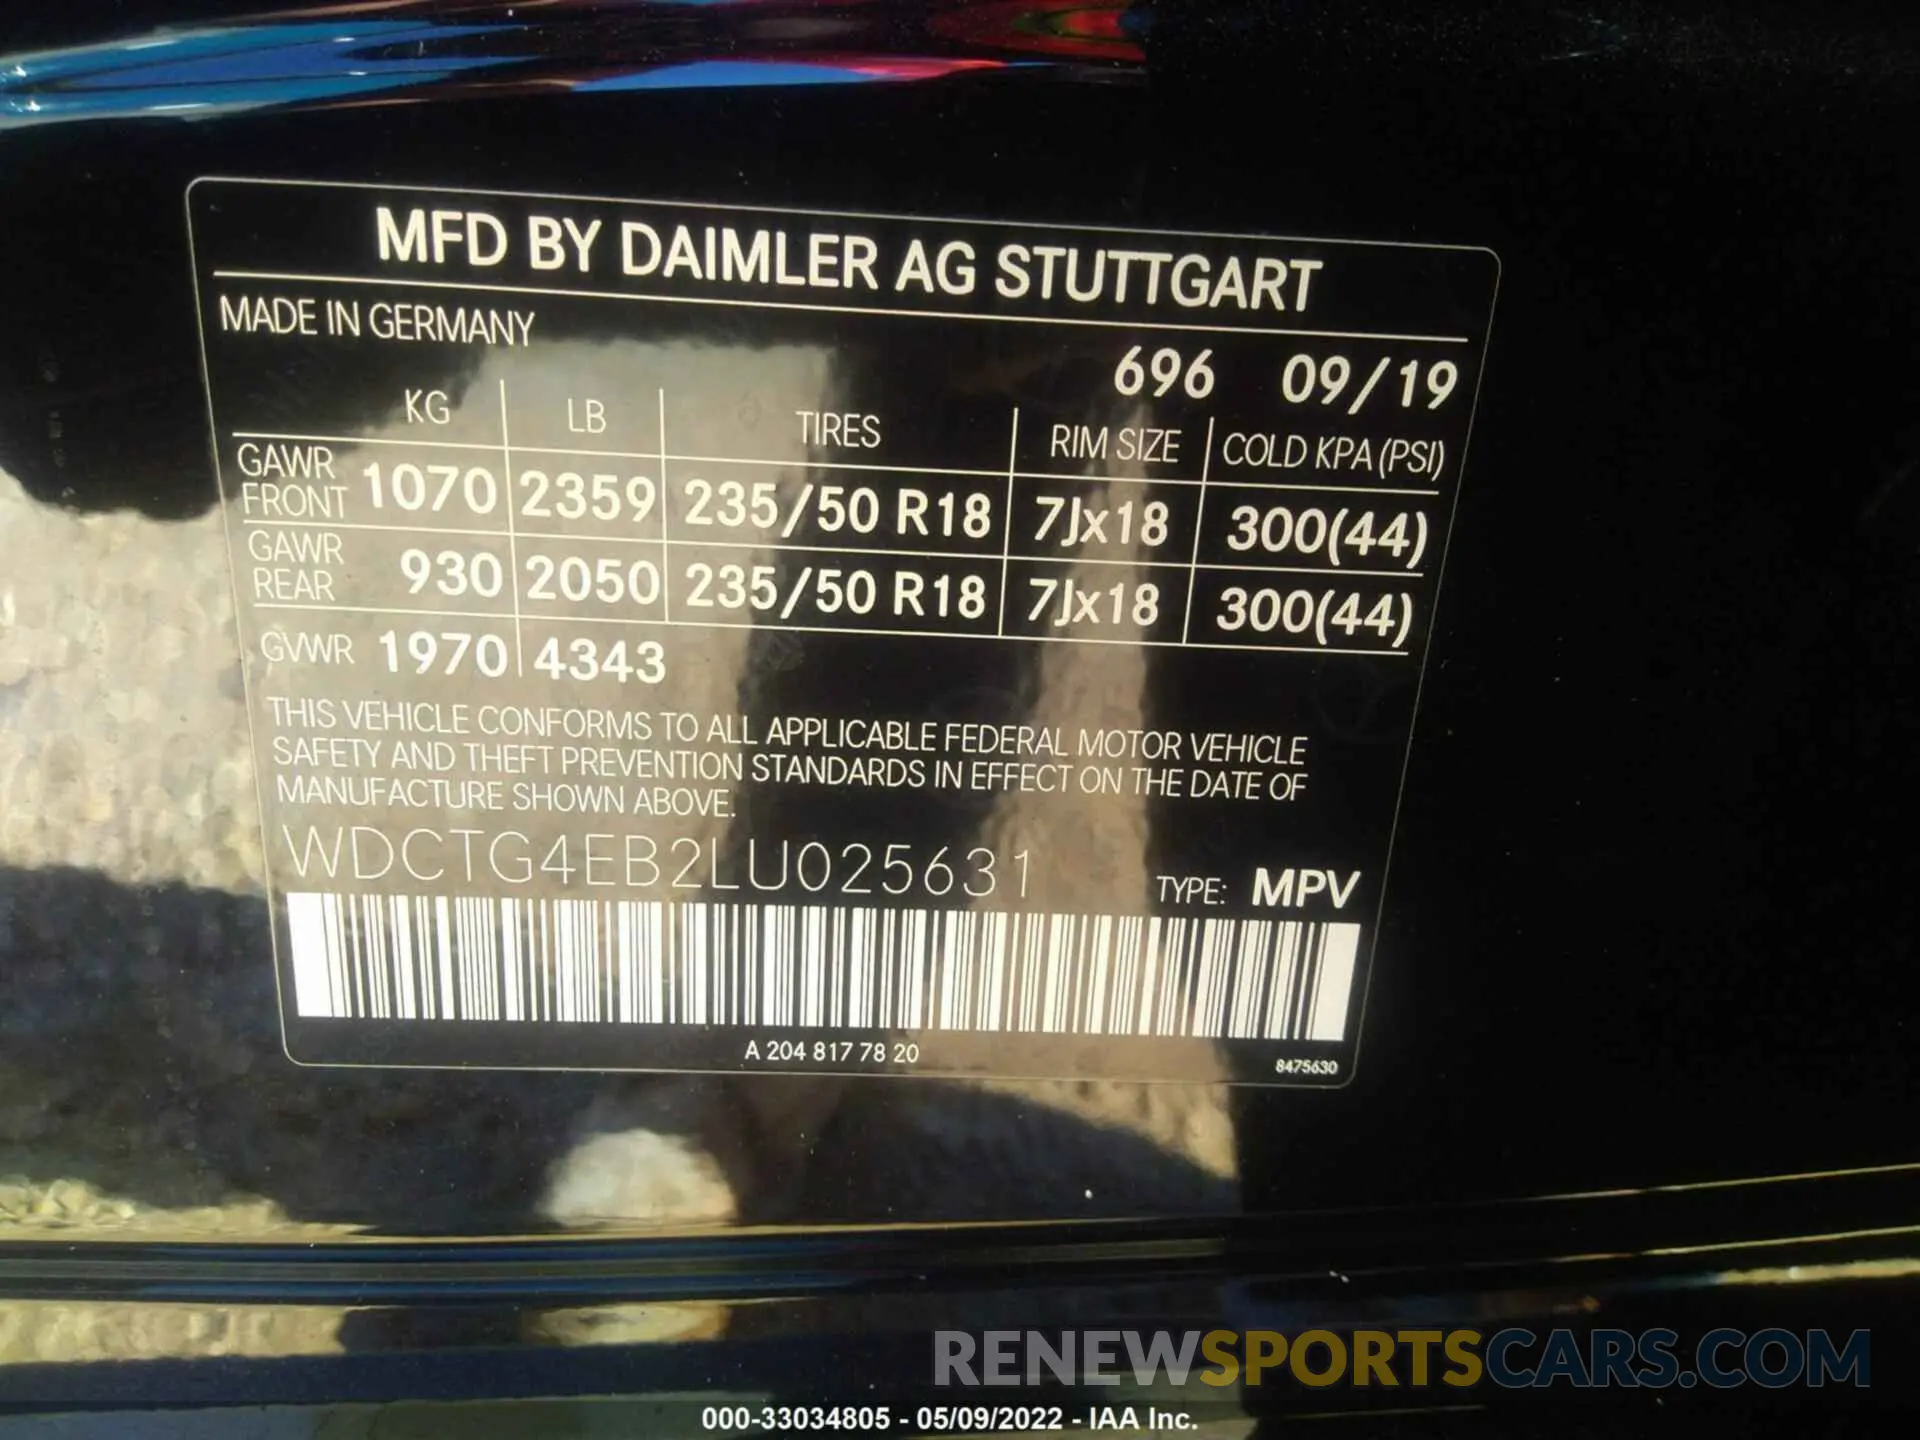 MFD BY DAIMLER AG STUTTGART
MADE IN GERMANY
696 09/19
KG LB TIRES RIM SIZE COLD KPA (PSI)
GAWR FRONT 1070 2359 235/50 R18 7Jx18 300(44)
GAWR REAR 930 2050 235/50 R18 7Jx18 300(44)
GVWR 1970 4343
THIS VEHICLE CONFORMS TO ALL APPLICABLE FEDERAL MOTOR VEHICLE
SAFETY AND THEFT PREVENTION STANDARDS IN EFFECT ON THE DATE OF
MANUFACTURE SHOWN ABOVE.
WDCTG4EB2LU025631 TYPE: MPV
A 204 817 78 20
8475630
RENEWSPORTSCARS.COM
000-33034805 - 05/09/2022 - IAA Inc.